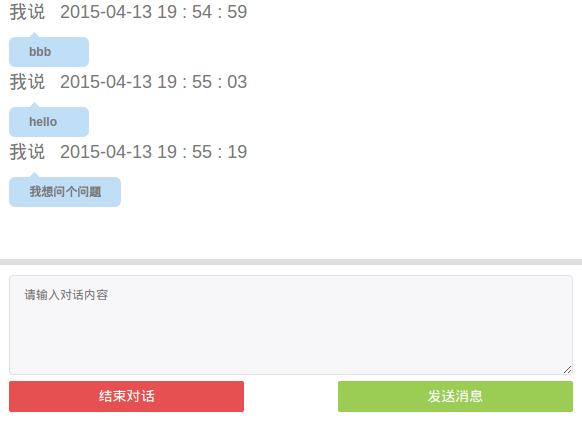 我说 2015-04-13 19 : 54 : 59
bbb
我说 2015-04-13 19 : 55 : 03
hello
我说 2015-04-13 19 : 55 : 19
我想问个问题
请输入对话内容
结束对话 发送消息